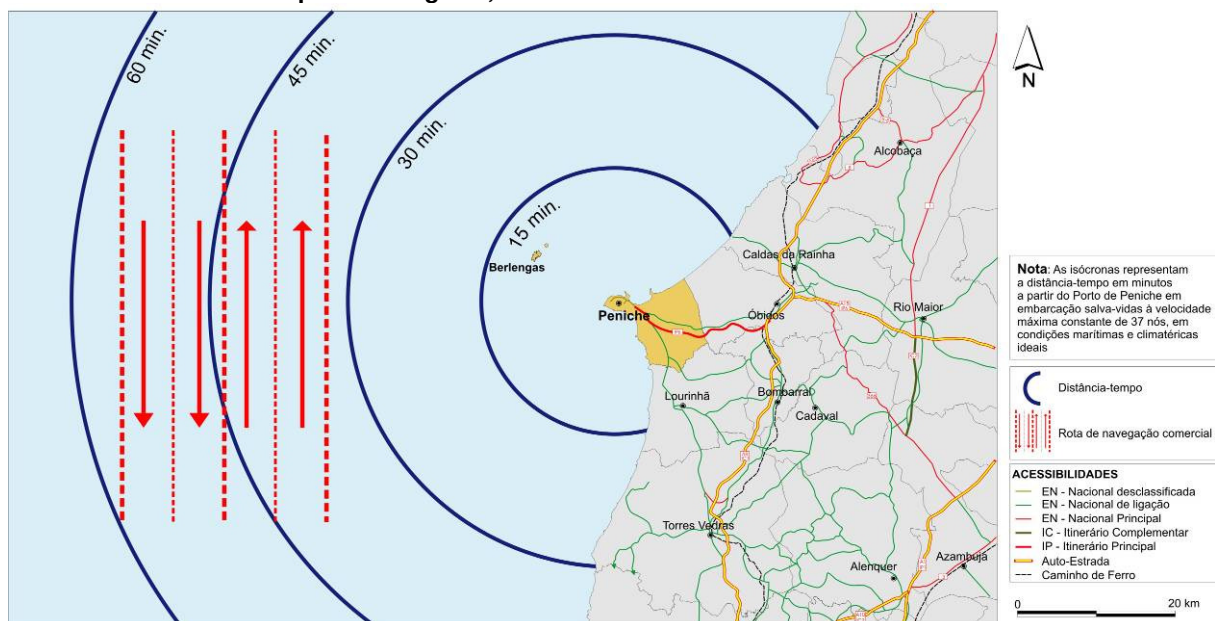 60 min.
45 min.
30 min.
15 min.
N
Alcobaça
Caldas da Rainha
Berlengas
Peniche
Óbidos
Rio Maior
Lourinhã
Bombarral
Cadaval
Torres Vedras
Alenquer
Azambuja
Nota: As isócronas representam
a distância-tempo em minutos
a partir do Porto de Peniche em
embarcação salva-vidas à velocidade
máxima constante de 37 nós, em
condições marítimas e climatéricas
ideais
Distância-tempo
Rota de navegação comercial
ACESSIBILIDADES
EN - Nacional desclassificada
EN - Nacional de ligação
EN - Nacional Principal
IC - Itinerário Complementar
IP - Itinerário Principal
Auto-Estrada
Caminho de Ferro
0 20 km